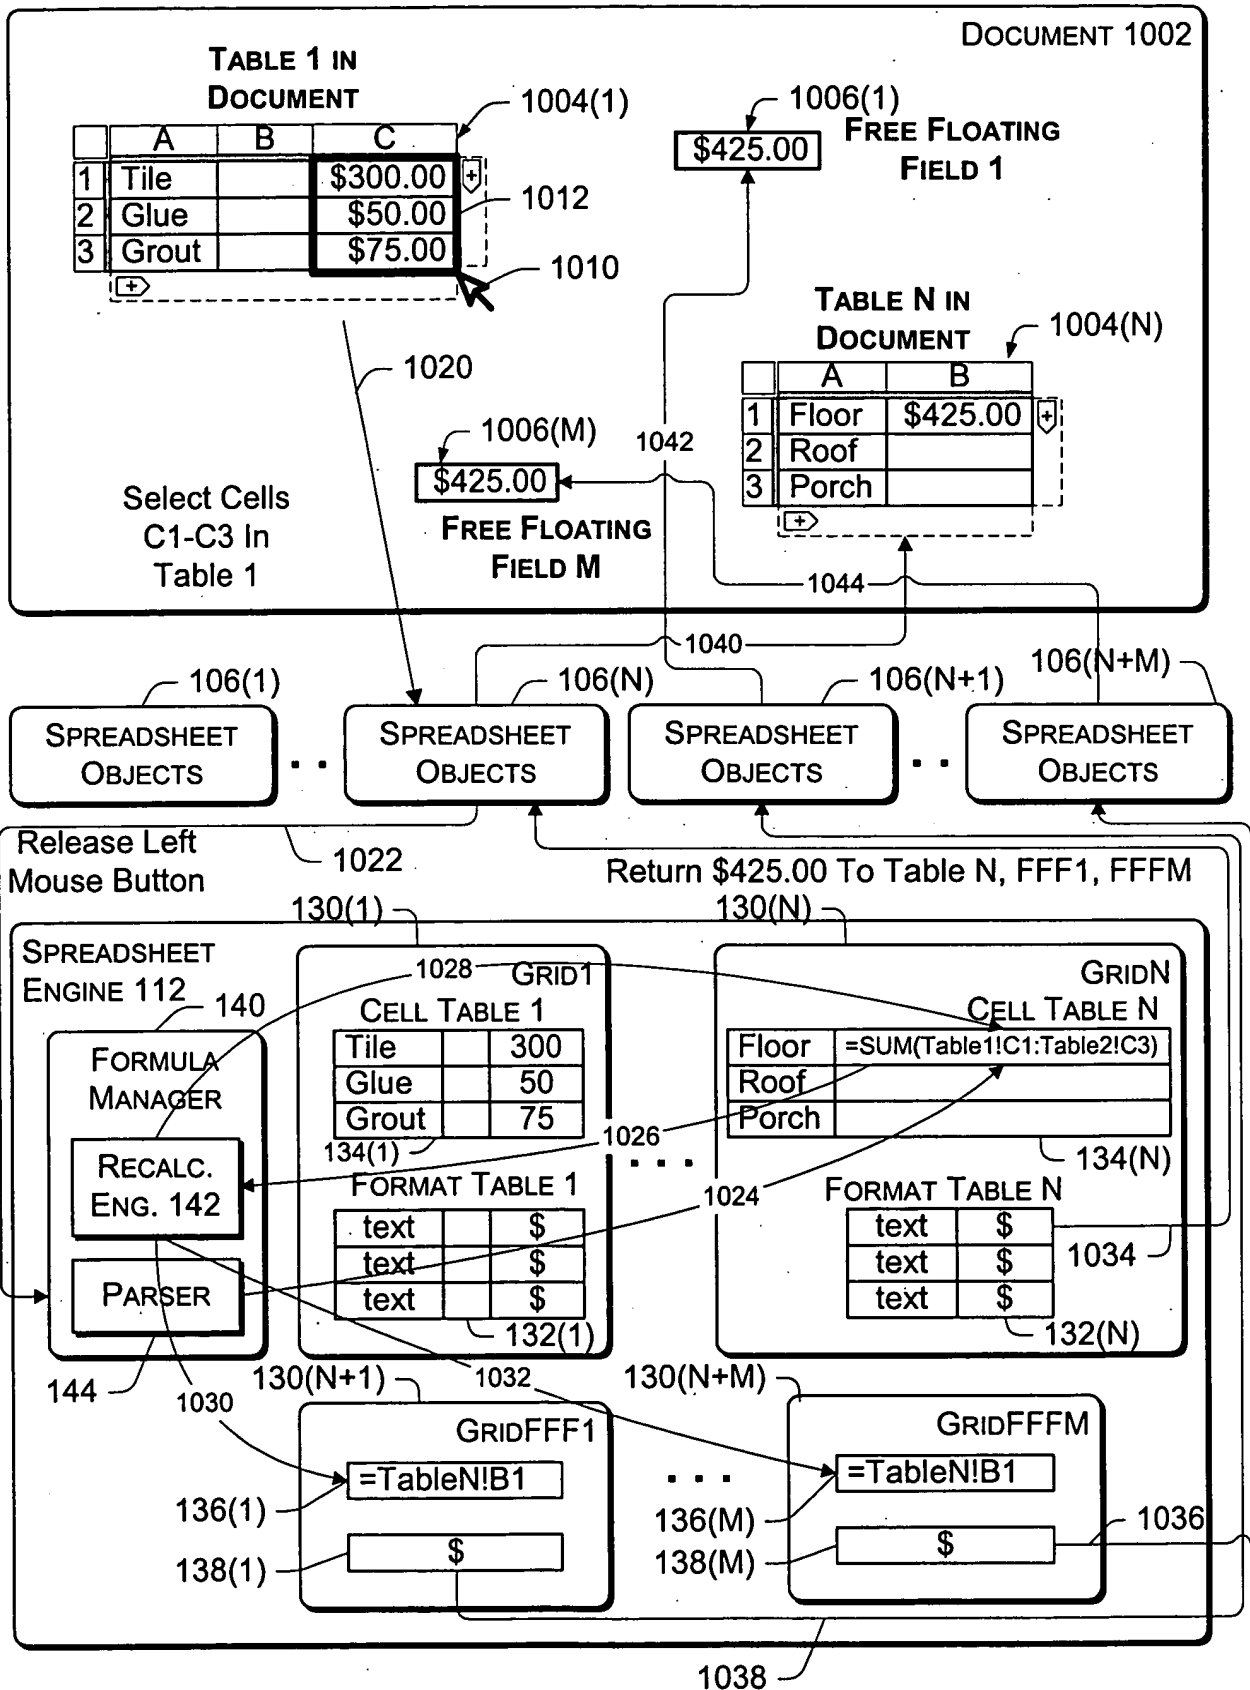 DOCUMENT 1002
TABLE 1 IN
DOCUMENT
1004(1)
A B C
1 Tile $300.00
2 Glue $50.00
3 Grout $75.00
1012
1010
1006(1)
$425.00
FREE FLOATING
FIELD 1
TABLE N IN
DOCUMENT
1004(N)
A B
1 Floor $425.00
2 Roof
3 Porch
1020
1042
1006(M)
$425.00
FREE FLOATING
FIELD M
Select Cells
C1-C3 In
Table 1
1044
1040
106(1)
106(N)
106(N+1)
106(N+M)
SPREADSHEET
OBJECTS
SPREADSHEET
OBJECTS
SPREADSHEET
OBJECTS
SPREADSHEET
OBJECTS
Release Left
Mouse Button
1022
Return $425.00 To Table N, FFF1, FFFM
130(1)
130(N)
SPREADSHEET
ENGINE 112
140
FORMULA
MANAGER
RECALC.
ENG. 142
PARSER
144
1028
GRID1
CELL TABLE 1
Tile 300
Glue 50
Grout 75
134(1)
FORMAT TABLE 1
text $
text $
text $
132(1)
1026
1024
GRIDN
CELL TABLE N
Floor =SUM(Table1!C1:Table2!C3)
Roof
Porch
134(N)
FORMAT TABLE N
text $
text $
text $
132(N)
1034
1030
1032
130(N+1)
GRIDFFF1
=TableN!B1
136(1)
$
138(1)
130(N+M)
GRIDFFFM
=TableN!B1
136(M)
$
138(M)
1036
1038